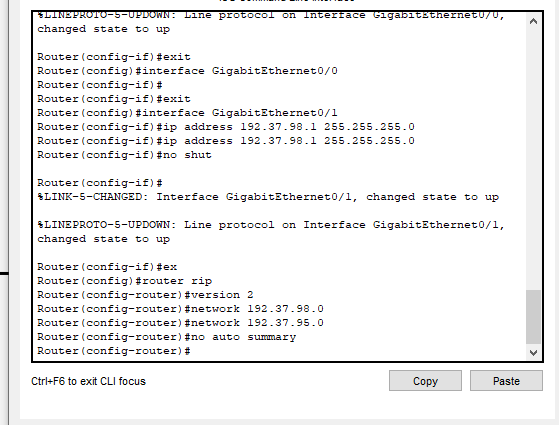 %LINEPROTO-5-UPDOWN: Line protocol on Interface GigabitEthernet0/0,
changed state to up
Router(config-if)#exit
Router(config)#interface GigabitEthernet0/0
Router(config-if)#
Router(config-if)#exit
Router(config)#interface GigabitEthernet0/1
Router(config-if)#ip address 192.37.98.1 255.255.255.0
Router(config-if)#ip address 192.37.98.1 255.255.255.0
Router(config-if)#no shut
Router(config-if)#
%LINK-5-CHANGED: Interface GigabitEthernet0/1, changed state to up
%LINEPROTO-5-UPDOWN: Line protocol on Interface GigabitEthernet0/1,
changed state to up
Router(config-if)#ex
Router(config)#router rip
Router(config-router)#version 2
Router(config-router)#network 192.37.98.0
Router(config-router)#network 192.37.95.0
Router(config-router)#no auto summary
Router(config-router)#
Ctrl+F6 to exit CLI focus
Copy
Paste